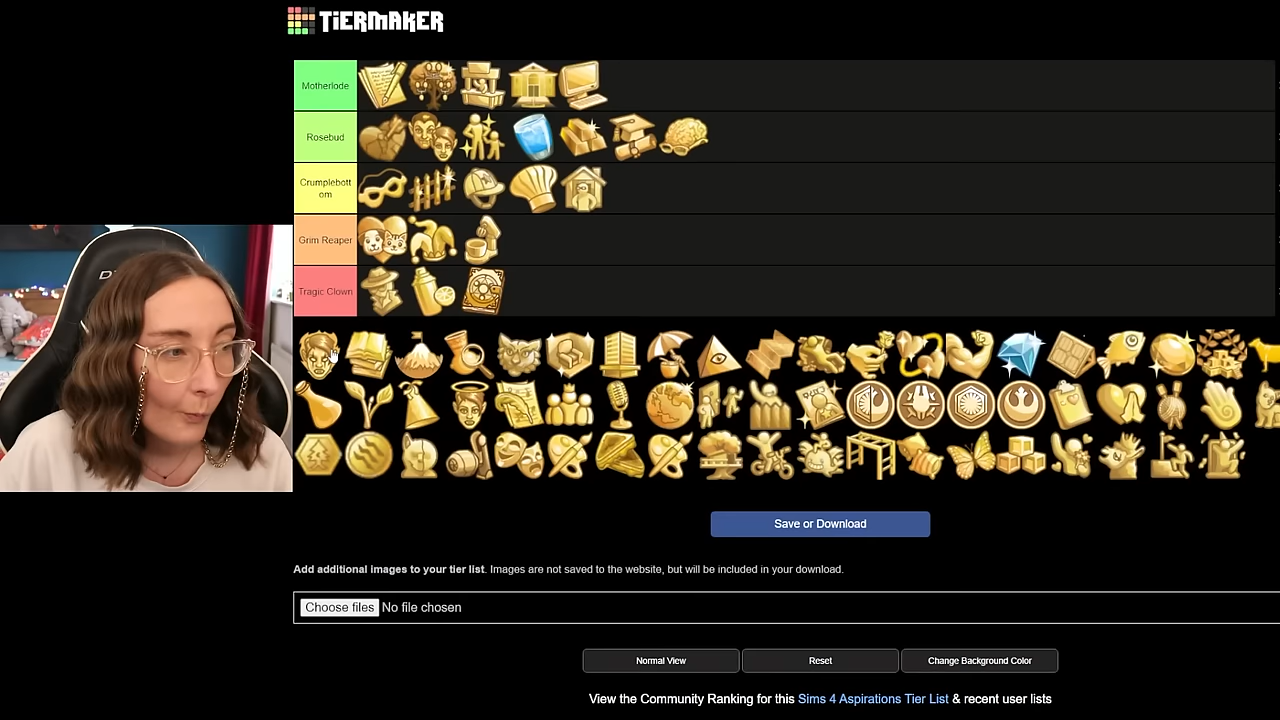 TiERMAKER
Motherlode
Rosebud
Crumplebott
om
Grim Reaper
Tragic Clown
Save or Download
Add additional images to your tier list. Images are not saved to the website, but will be included in your download.
Choose files No file chosen
Normal View
Reset
Change Background Color
View the Community Ranking for this Sims 4 Aspirations Tier List & recent user lists